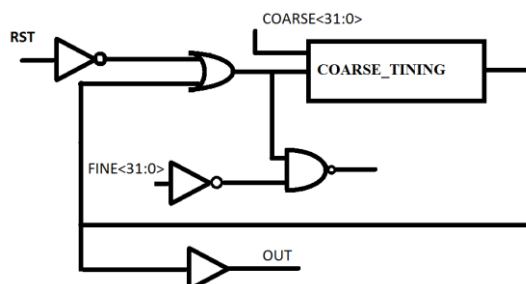 COARSE<31:0>
RST
COARSE_TINING
FINE<31:0>
OUT